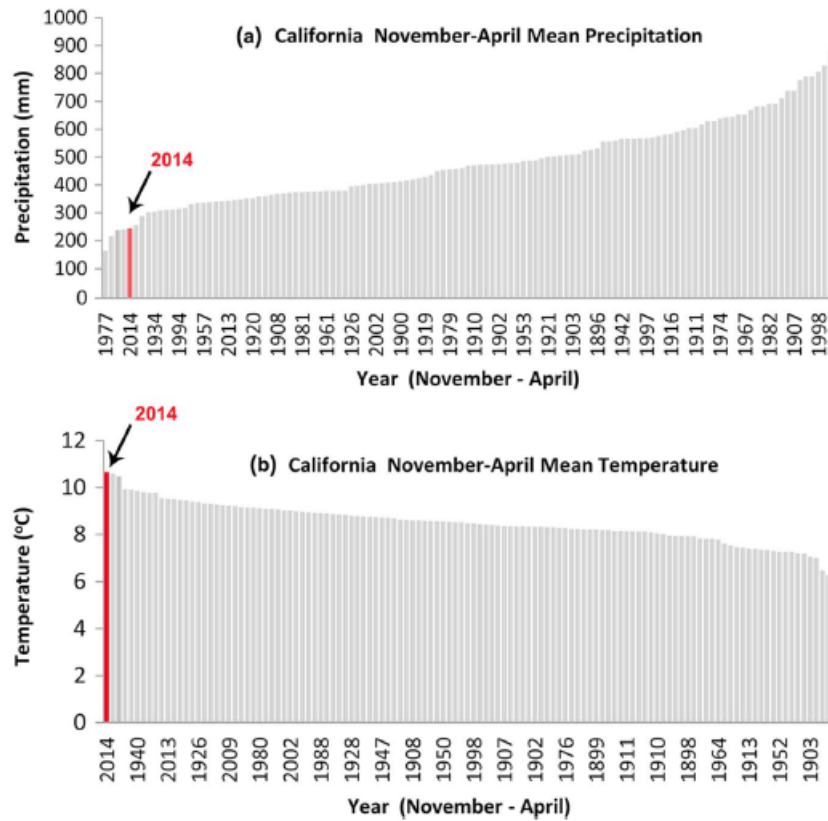 (a) California November-April Mean Precipitation
Precipitation (mm)
1000
900
800
700
600
500
400
300
200
100
0
2014
1977 2014 1934 1994 1957 2013 1920 1908 1981 1961 1926 2002 1900 1919 1979 1910 1902 1953 1921 1903 1896 1942 1997 1916 1911 1974 1967 1982 1907 1998
Year (November - April)
2014
(b) California November-April Mean Temperature
Temperature (°C)
12
10
8
6
4
2
0
2014 1940 2013 1926 2009 1980 2002 1988 1928 1947 1908 1950 1998 1907 1902 1976 1899 1911 1910 1898 1964 1913 1952 1903
Year (November - April)